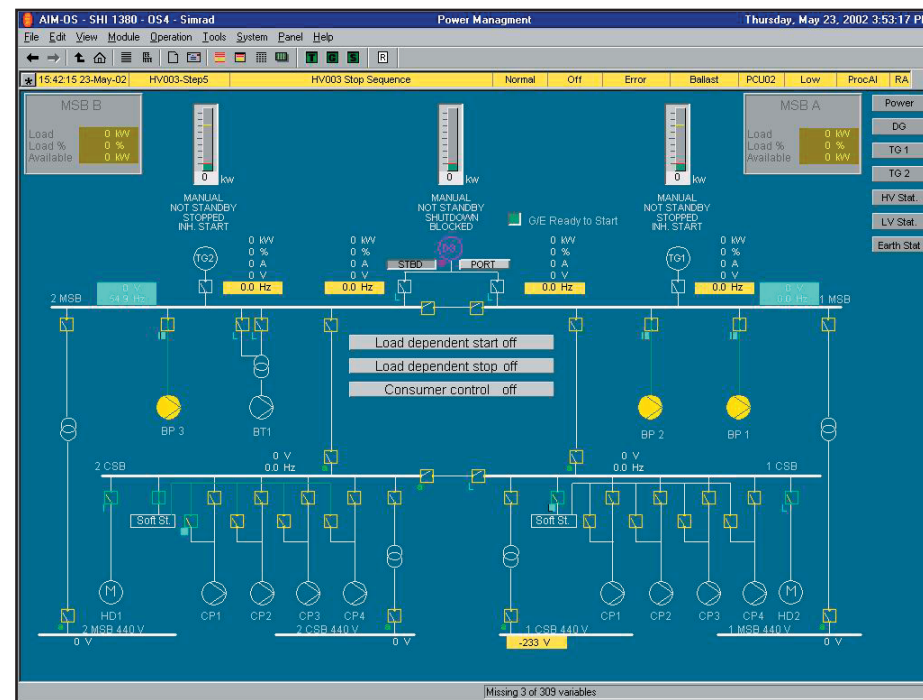 AIM-OS - SHI 1380 - OS4 - Simrad Power Managment Thursday, May 23, 2002 3:53:17 P
File Edit View Module Operation Tools System Panel Help
T G S R
* 15:42:15 23-May-02 HV003-Step5 HV003 Stop Sequence Normal Off Error Ballast PCU02 Low ProcAl RA
MSB B MSB A Power
Load 0 kW Load 0 kW DG
Load % 0 % Load % 0 % TG 1
Available 0 kW Available 0 kW
TG 2
0 kw 0 kw 0 kw
MANUAL MANUAL MANUAL HV Stat.
NOT STANDBY NOT STANDBY NOT STANDBY
STOPPED SHUTDOWN STOPPED LV Stat.
INH. START BLOCKED G/E Ready to Start INH. START
Earth Stat
0 kW 0 kW DG 0 kW 0 kW
TG2 0 % 0 % 0 % TG1 0 %
0 A 0 A STBD PORT 0 A 0 A
0 V 0 V 0 V 0 V
0 V 0.0 Hz 0.0 Hz 0.0 Hz 0.0 Hz 0 V
54.9 Hz 0.0 Hz
2 MSB 1 MSB
L L L L L L
Load dependent start off
Load dependent stop off
Consumer control off
BP 3 BT1 BP 2 BP 1
0 V 0 V
2 CSB 0.0 Hz 0.0 Hz 1 CSB
L L L L
Soft St. Soft St.
M M
HD1 CP1 CP2 CP3 CP4 CP1 CP2 CP3 CP4 HD2
2 MSB 440 V 2 CSB 440 V 1 CSB 440 V 1 MSB 440 V
0 V 0 V -233 V 0 V
Missing 3 of 309 variables